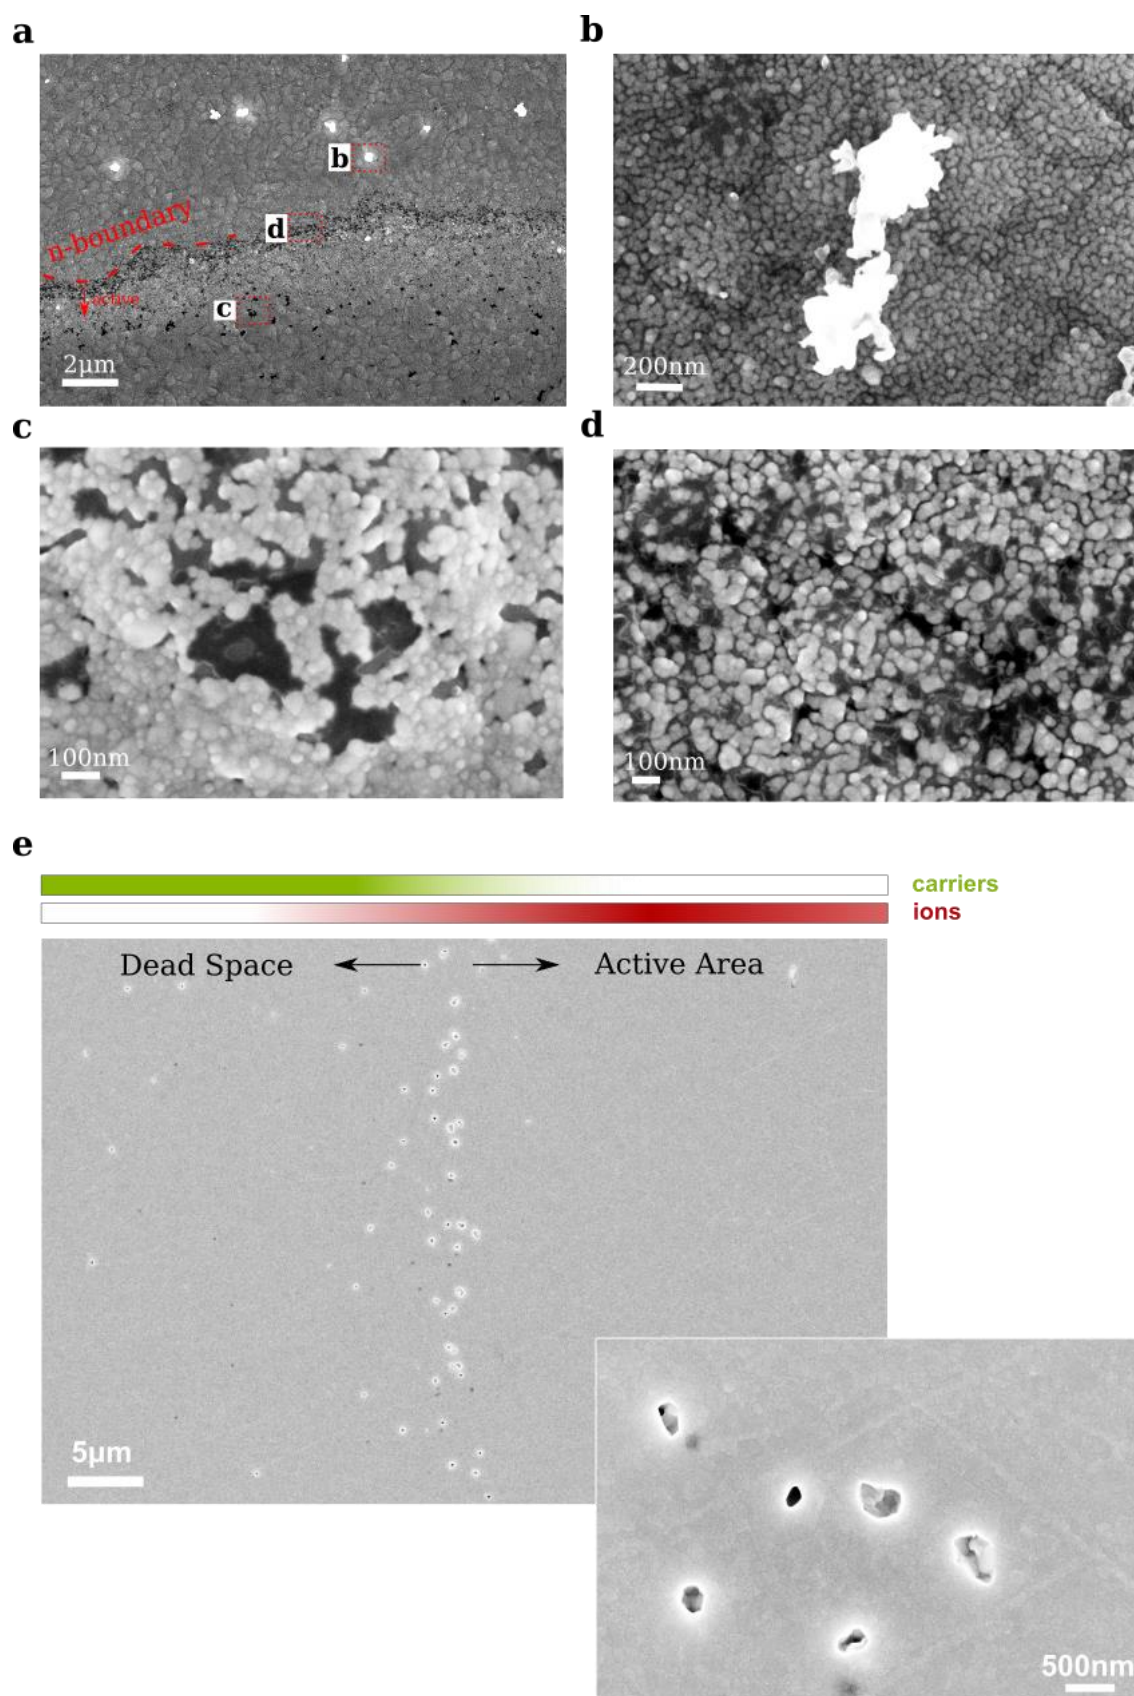 a
b
n-boundary
active
b
d
c
2µm
200nm
c
d
100nm
100nm
e
carriers
ions
Dead Space
Active Area
5µm
500nm